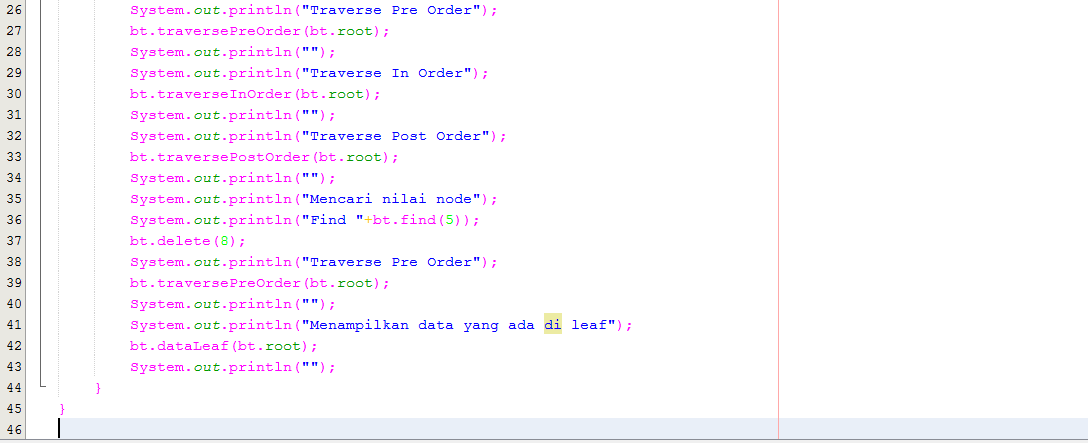 26 System.out.println("Traverse Pre Order");
27 bt.traversePreOrder(bt.root);
28 System.out.println("");
29 System.out.println("Traverse In Order");
30 bt.traverseInOrder(bt.root);
31 System.out.println("");
32 System.out.println("Traverse Post Order");
33 bt.traversePostOrder(bt.root);
34 System.out.println("");
35 System.out.println("Mencari nilai node");
36 System.out.println("Find "+bt.find(5));
37 bt.delete(8);
38 System.out.println("Traverse Pre Order");
39 bt.traversePreOrder(bt.root);
40 System.out.println("");
41 System.out.println("Menampilkan data yang ada di leaf");
42 bt.dataLeaf(bt.root);
43 System.out.println("");
44 }
45 }
46